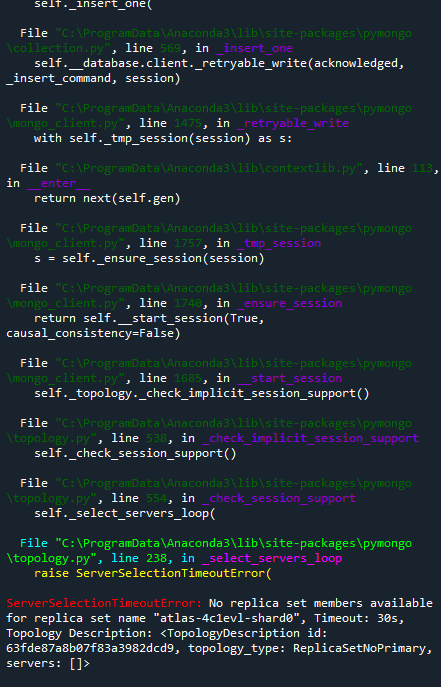 self._insert_one(
File "C:\ProgramData\Anaconda3\lib\site-packages\pymongo
\collection.py", line 569, in _insert_one
self.__database.client._retryable_write(acknowledged,
_insert_command, session)
File "C:\ProgramData\Anaconda3\lib\site-packages\pymongo
\mongo_client.py", line 1475, in _retryable_write
with self._tmp_session(session) as s:
File "C:\ProgramData\Anaconda3\lib\contextlib.py", line 113,
in __enter__
return next(self.gen)
File "C:\ProgramData\Anaconda3\lib\site-packages\pymongo
\mongo_client.py", line 1757, in _tmp_session
s = self._ensure_session(session)
File "C:\ProgramData\Anaconda3\lib\site-packages\pymongo
\mongo_client.py", line 1740, in _ensure_session
return self.__start_session(True,
causal_consistency=False)
File "C:\ProgramData\Anaconda3\lib\site-packages\pymongo
\mongo_client.py", line 1685, in __start_session
self._topology._check_implicit_session_support()
File "C:\ProgramData\Anaconda3\lib\site-packages\pymongo
\topology.py", line 538, in _check_implicit_session_support
self._check_session_support()
File "C:\ProgramData\Anaconda3\lib\site-packages\pymongo
\topology.py", line 554, in _check_session_support
self._select_servers_loop(
File "C:\ProgramData\Anaconda3\lib\site-packages\pymongo
\topology.py", line 238, in _select_servers_loop
raise ServerSelectionTimeoutError(
ServerSelectionTimeoutError: No replica set members available
for replica set name "atlas-4c1evl-shard0", Timeout: 30s,
Topology Description: <TopologyDescription id:
63fde87a8b07f83a3982dcd9, topology_type: ReplicaSetNoPrimary,
servers: []>